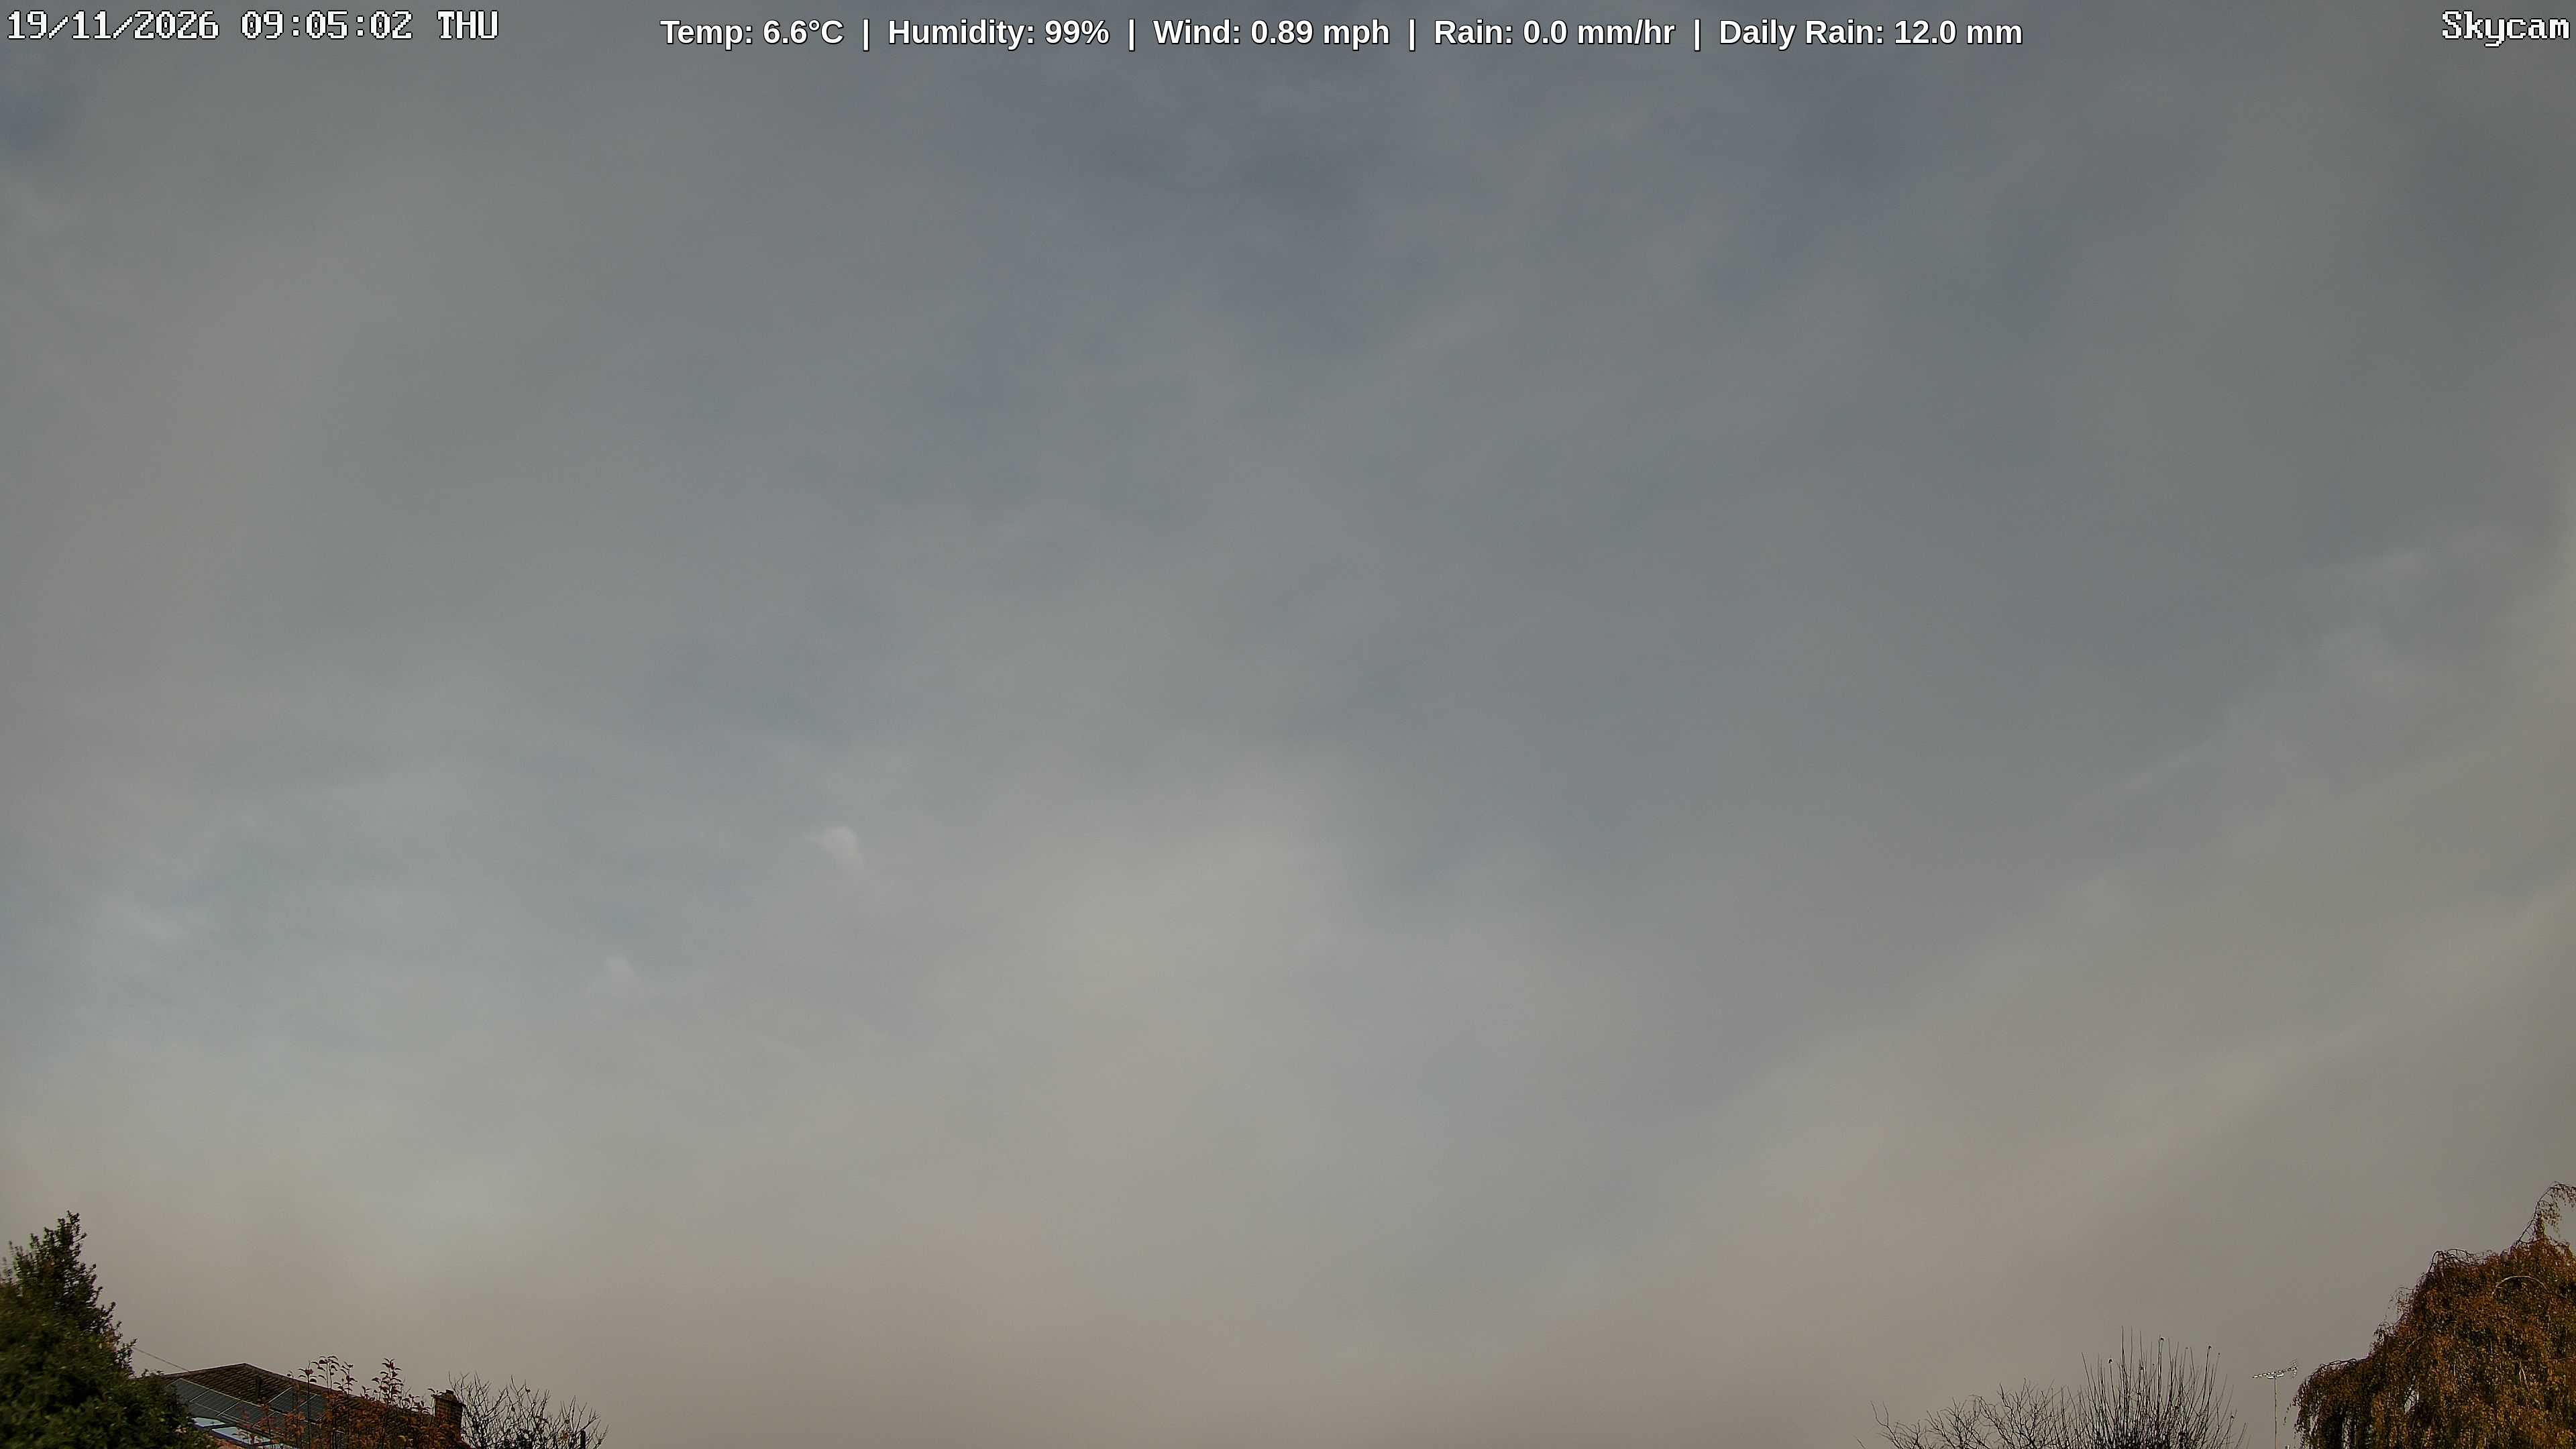 19/11/2026 09:05:02 THU
Temp: 6.6°C | Humidity: 99% | Wind: 0.89 mph | Rain: 0.0 mm/hr | Daily Rain: 12.0 mm
Skycam